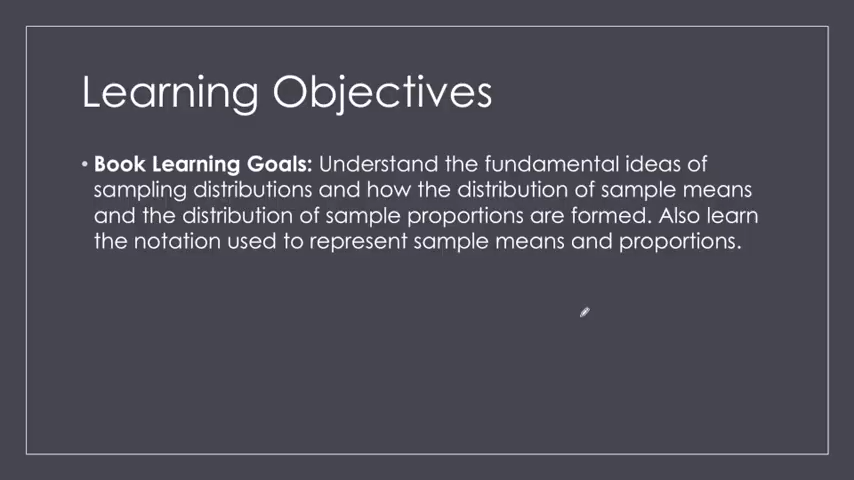 Learning Objectives
• Book Learning Goals: Understand the fundamental ideas of
sampling distributions and how the distribution of sample means
and the distribution of sample proportions are formed. Also learn
the notation used to represent sample means and proportions.